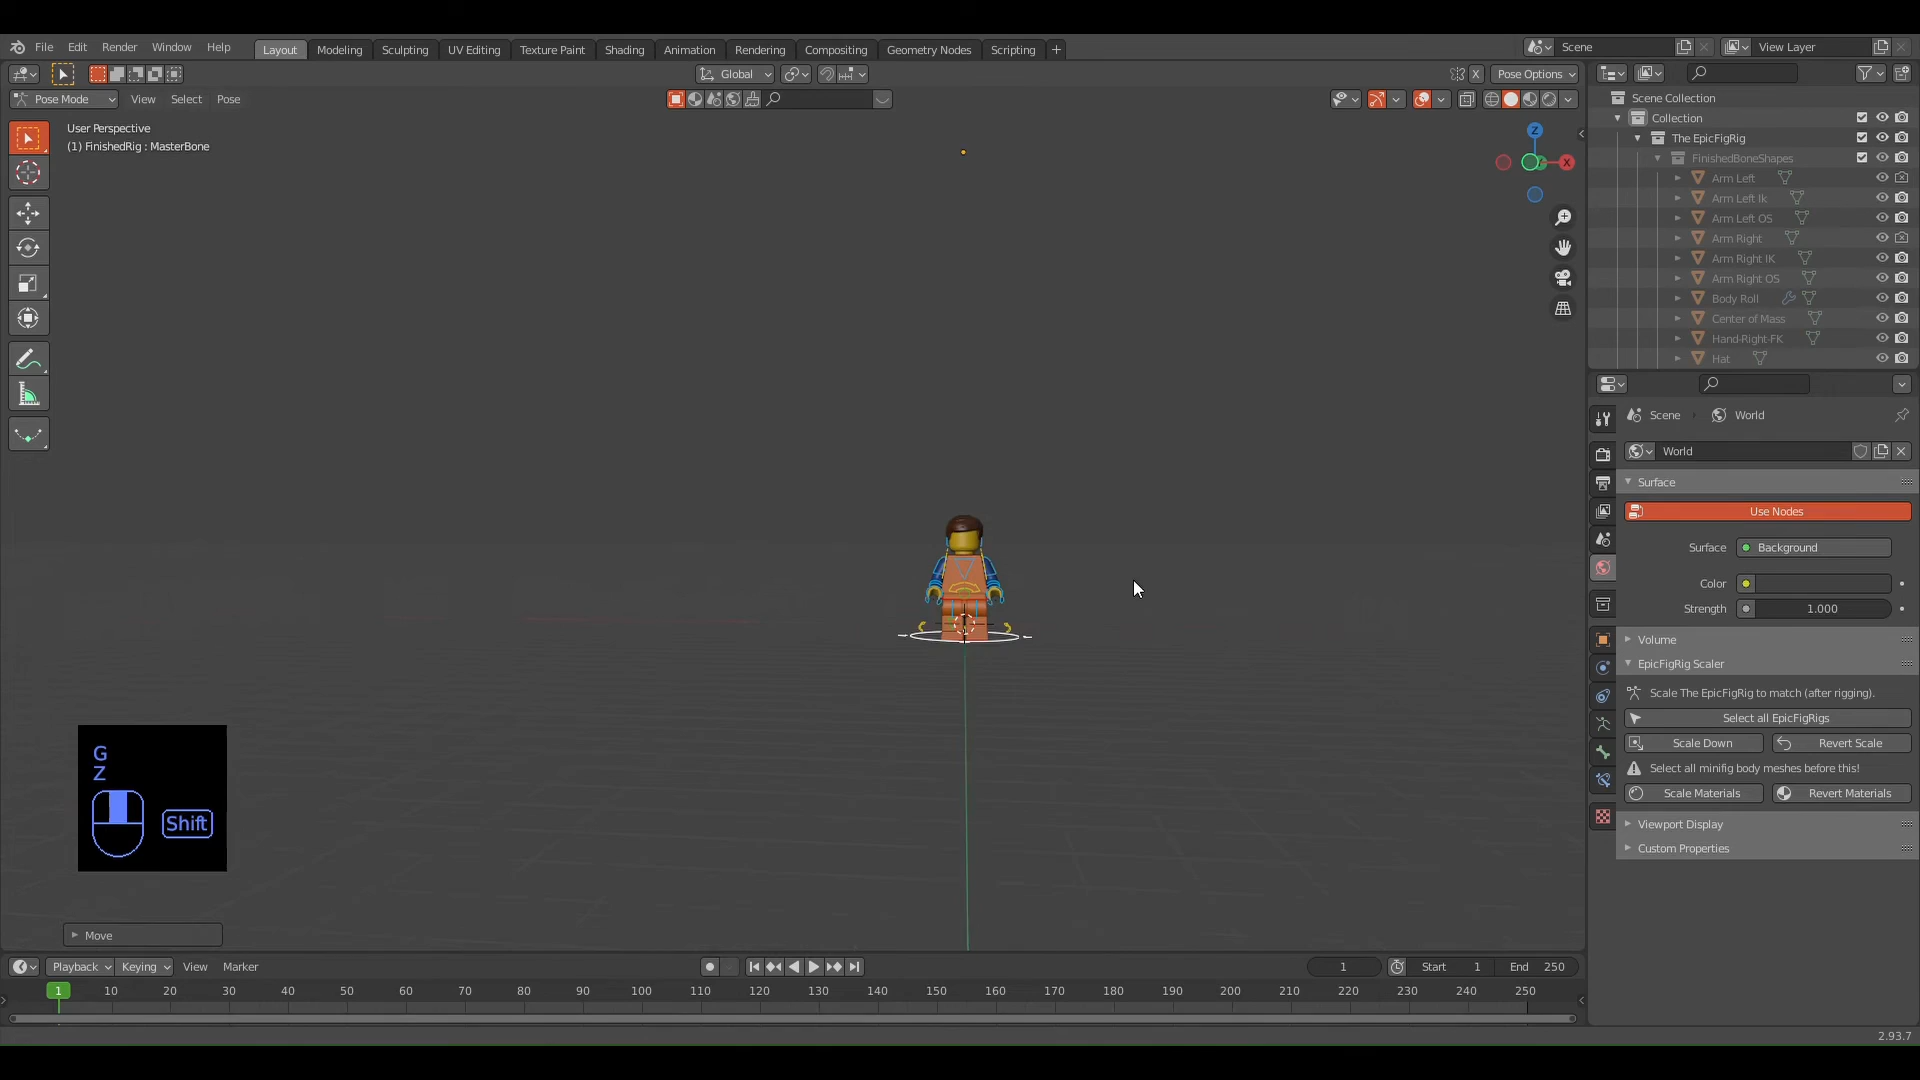 File Edit Render Window Help Layout Modeling Sculpting UV Editing Texture Paint Shading Animation Rendering Compositing Geometry Nodes Scripting + Scene View Layer
Global X Pose Options
Pose Mode View Select Pose
User Perspective
(1) FinishedRig : MasterBone
Z
X
G
Z
Shift
Move
Scene Collection
Collection
The EpicFigRig
FinishedBoneShapes
Arm Left
Arm Left Ik
Arm Left OS
Arm Right
Arm Right IK
Arm Right OS
Body Roll
Center of Mass
Hand-Right-FK
Hat
Scene World
World
Surface
Use Nodes
Surface Background
Color
Strength 1.000
Volume
EpicFigRig Scaler
Scale The EpicFigRig to match (after rigging).
Select all EpicFigRigs
Scale Down Revert Scale
Select all minifig body meshes before this!
Scale Materials Revert Materials
Viewport Display
Custom Properties
Playback Keying View Marker 1 Start 1 End 250
1 10 20 30 40 50 60 70 80 90 100 110 120 130 140 150 160 170 180 190 200 210 220 230 240 250
2.93.7